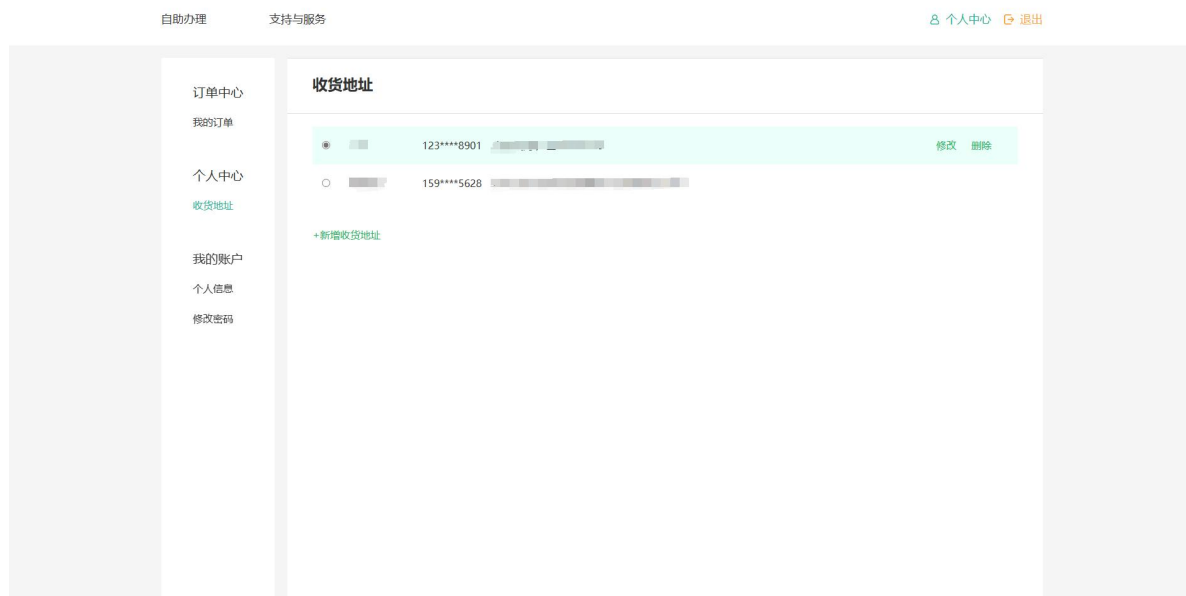 自助办理 支持与服务 个人中心 退出
订单中心
我的订单
个人中心
收货地址
我的账户
个人信息
修改密码
收货地址
123****8901 修改 删除
159****5628
+新增收货地址